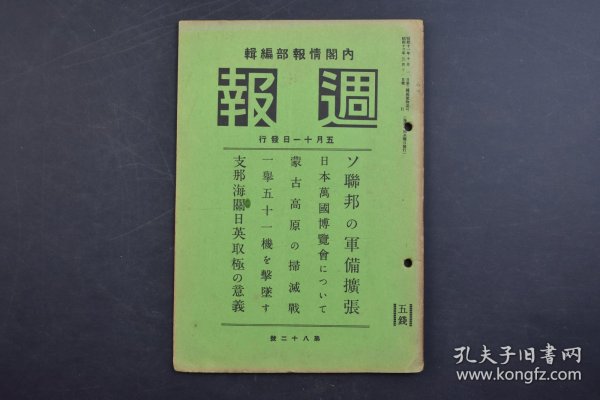 輯編部報情閣內
報週
行發日一十月五
ソ聯邦の軍備擴張
日本萬國博覽會について
蒙古高原の掃滅戰
一擧五十一機を擊墜す
支那海關日英取極の意義
五錢
號二十八第
孔夫子旧书网
www.kongfz.com